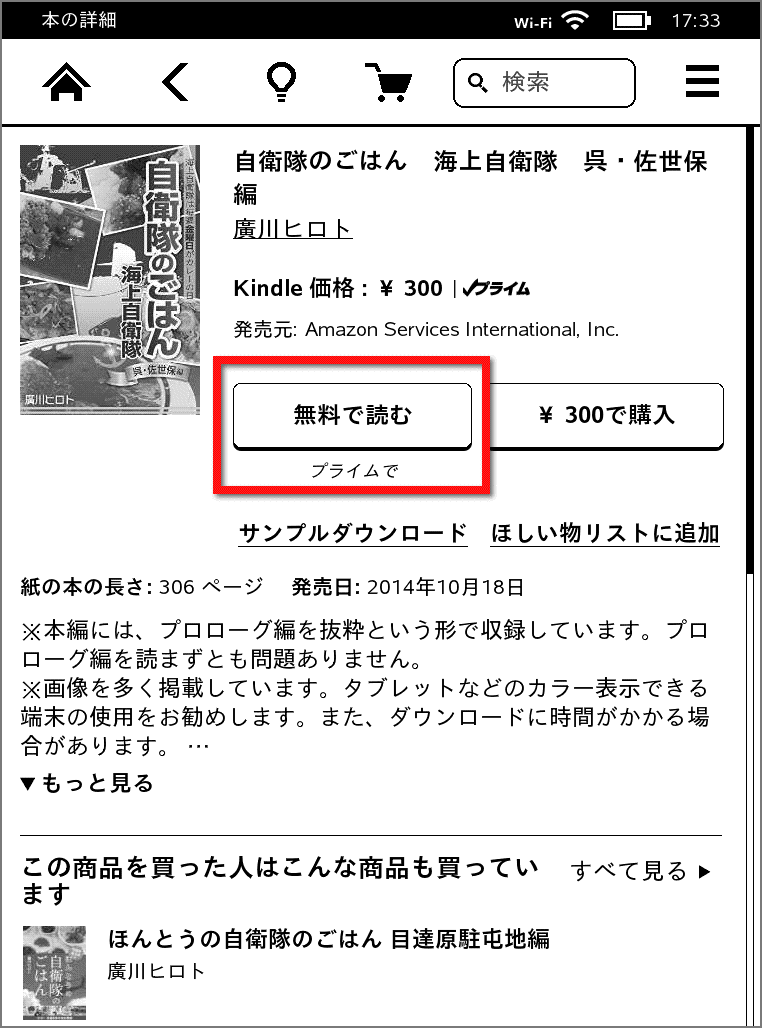 本の詳細
Wi-Fi
17:33
検索
海上自衛隊は毎週金曜日がカレーの日
自衛隊のごはん
海上自衛隊
呉・佐世保編
廣川ヒロト
自衛隊のごはん 海上自衛隊 呉・佐世保
編
廣川ヒロト
Kindle 価格 : ¥ 300 | プライム
発売元: Amazon Services International, Inc.
無料で読む
¥ 300で購入
プライムで
サンプルダウンロード ほしい物リストに追加
紙の本の長さ: 306 ページ 発売日: 2014年10月18日
※本編には、プロローグ編を抜粋という形で収録しています。プロ
ローグ編を読まずとも問題ありません。
※画像を多く掲載しています。タブレットなどのカラー表示できる
端末の使用をお勧めします。また、ダウンロードに時間がかかる場
合があります。 …
▼もっと見る
この商品を買った人はこんな商品も買ってい
ます
すべて見る ▶
自衛隊の
ごはん
ほんとうの自衛隊のごはん 目達原駐屯地編
廣川ヒロト